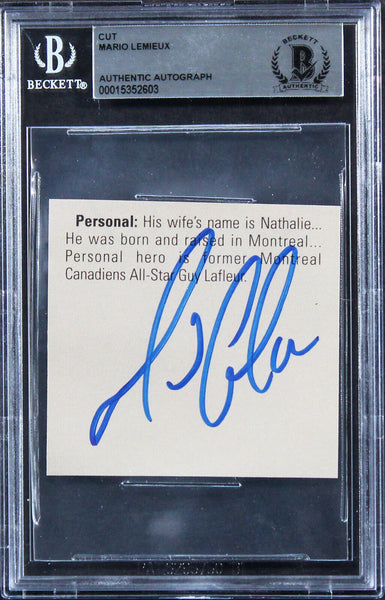 CUT
MARIO LEMIEUX
B
BECKETT®
AUTHENTIC AUTOGRAPH
00015352603
BECKETT
B
AUTHENTIC
Personal: His wife's name is Nathalie...
He was born and raised in Montreal...
Personal hero is former Montreal
Canadiens All-Star Guy Lafleur.